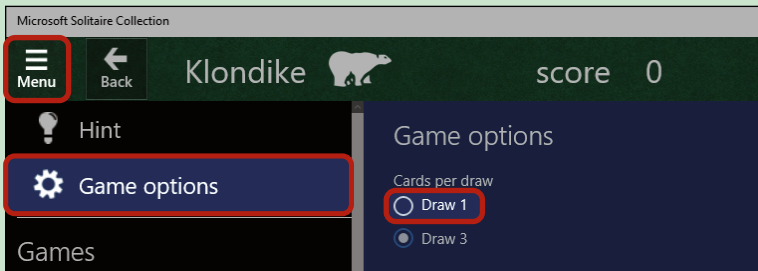 Microsoft Solitaire Collection
Menu
Back
Klondike
score 0
Hint
Game options
Games
Game options
Cards per draw
Draw 1
Draw 3